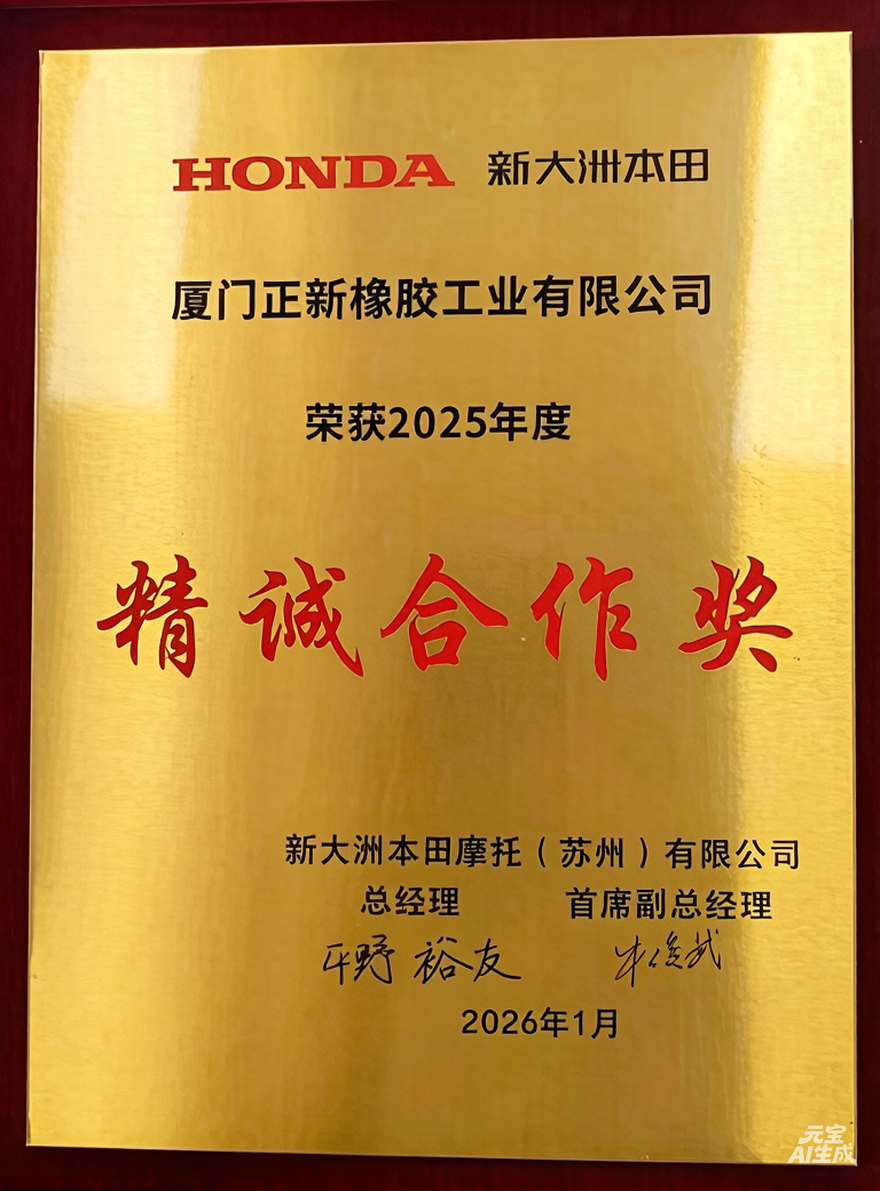 HONDA 新大洲本田
厦门正新橡胶工业有限公司
荣获2025年度
精诚合作奖
新大洲本田摩托(苏州)有限公司
总经理 首席副总经理
平野 裕友 牛俊武
2026年1月
元宝
AI生成